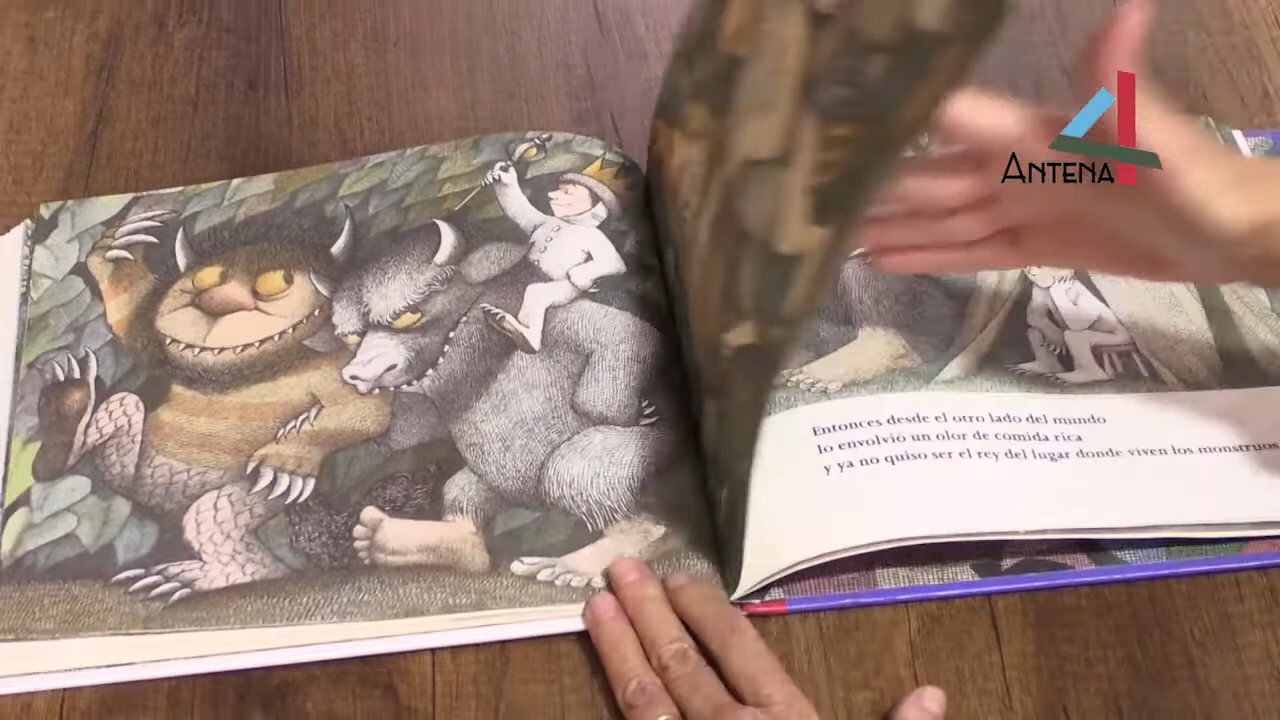 ANTENA
Entonces desde el otro lado del mundo
lo envolvió un olor de comida rica
y ya no quiso ser el rey del lugar donde viven los monstruos